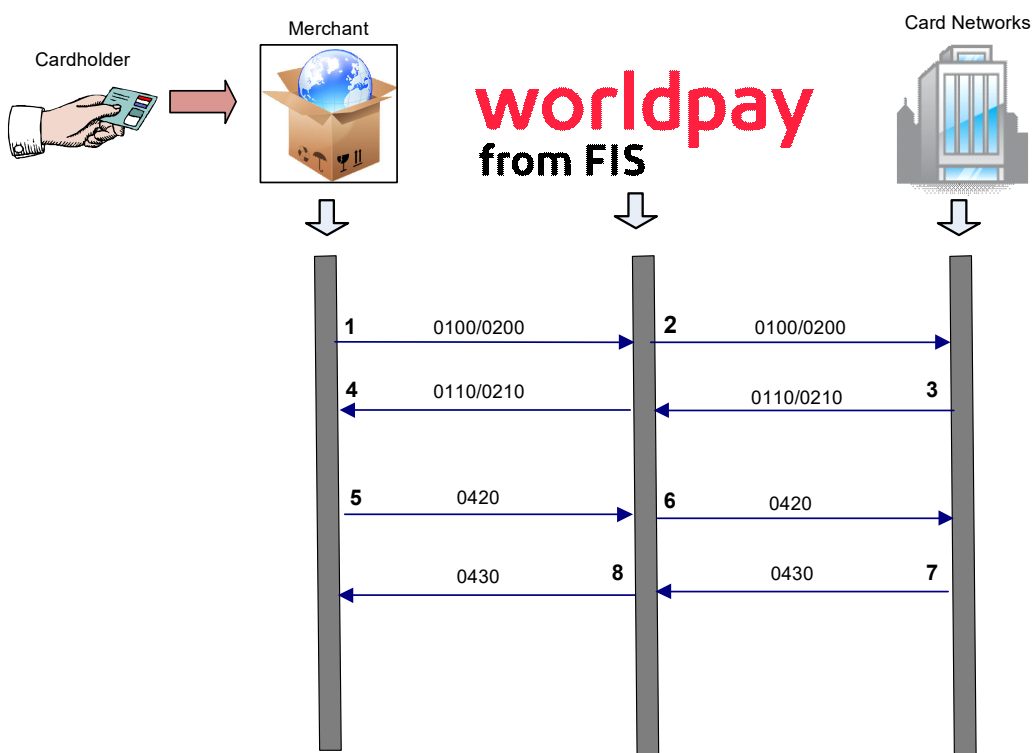 Card Networks
Merchant
Cardholder
worldpay
from FIS
1 0100/0200 2 0100/0200
4 0110/0210 0110/0210 3
5 0420 6 0420
0430 8 0430 7